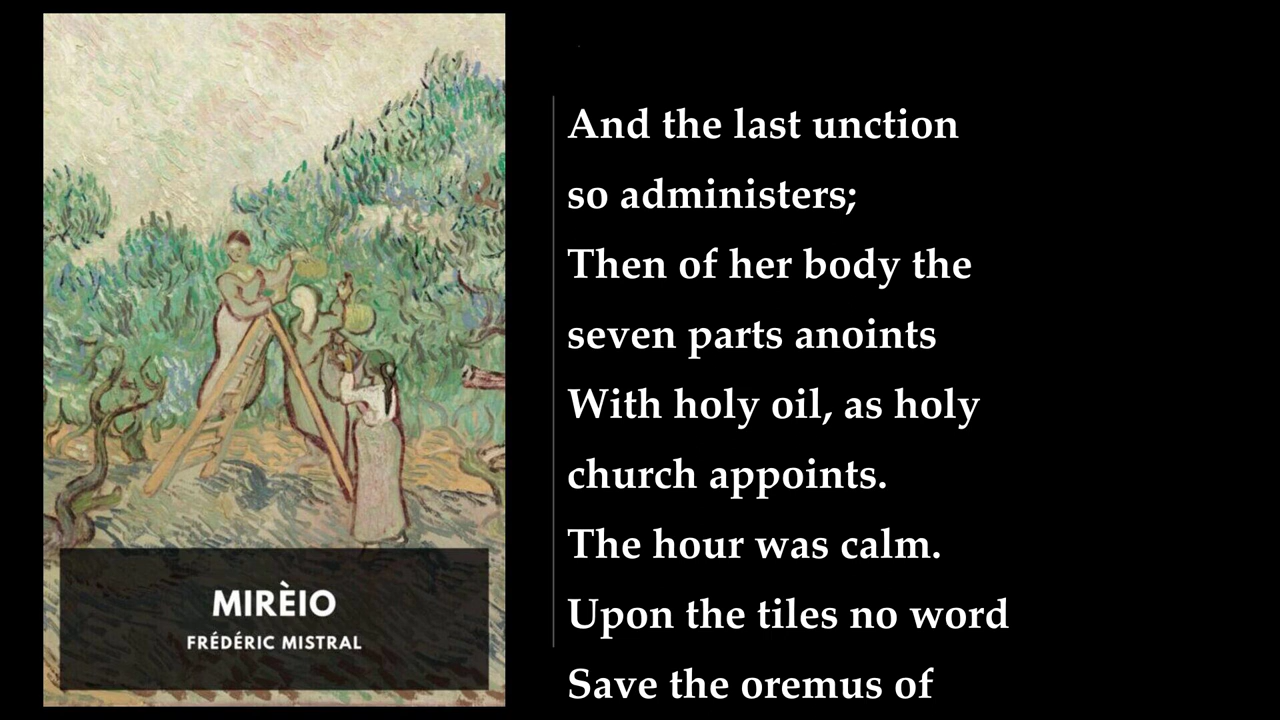 MIRÈIO
FRÉDÉRIC MISTRAL
And the last unction
so administers;
Then of her body the
seven parts anoints
With holy oil, as holy
church appoints.
The hour was calm.
Upon the tiles no word
Save the oremus of